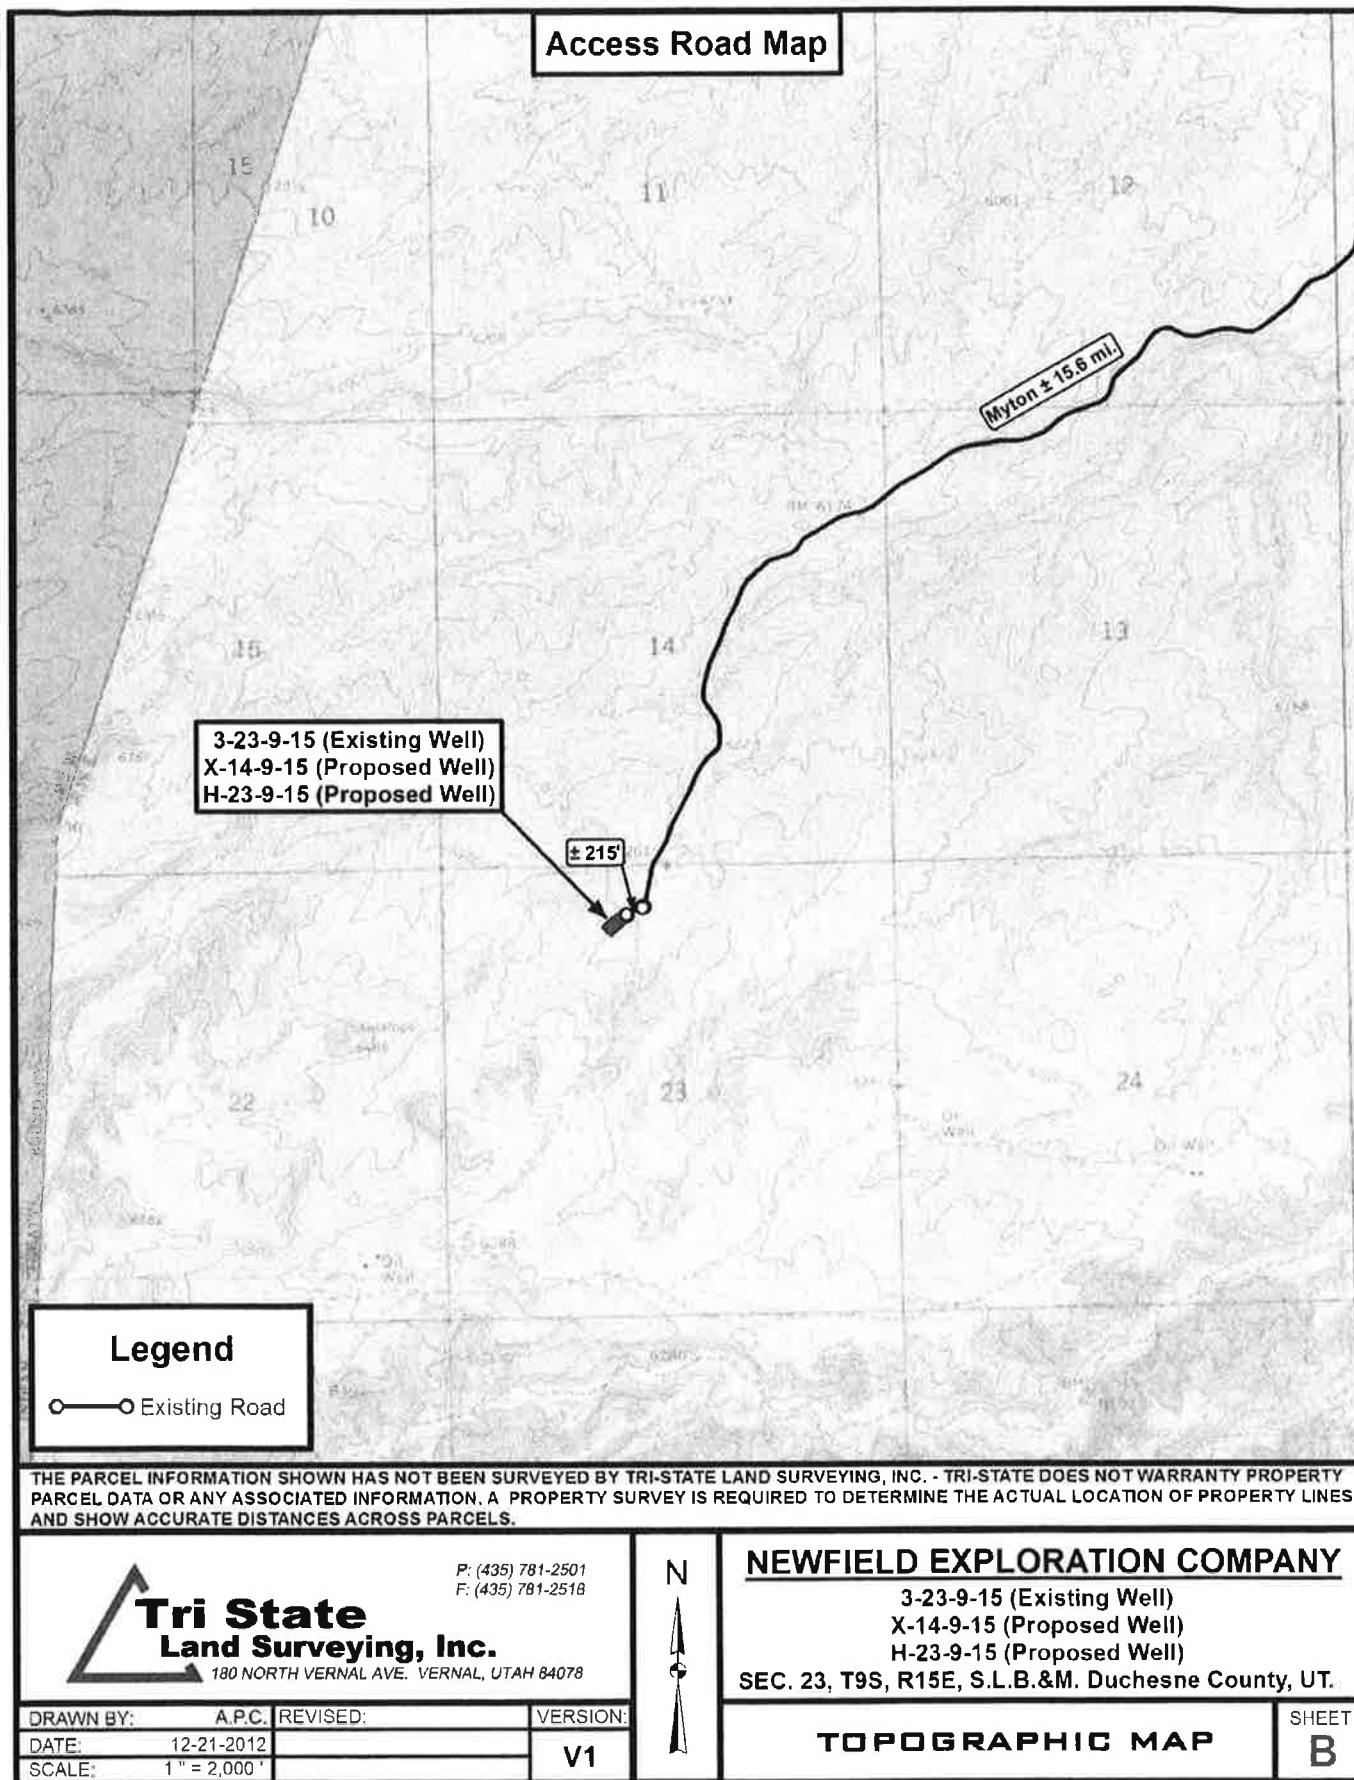 Access Road Map
15
10
11
12
Myton ± 15.6 mi.
15
14
13
3-23-9-15 (Existing Well)
X-14-9-15 (Proposed Well)
H-23-9-15 (Proposed Well)
± 215'
22
23
24
Oil Well
Oil
Well
Legend
Existing Road
THE PARCEL INFORMATION SHOWN HAS NOT BEEN SURVEYED BY TRI-STATE LAND SURVEYING, INC. - TRI-STATE DOES NOT WARRANTY PROPERTY
PARCEL DATA OR ANY ASSOCIATED INFORMATION. A PROPERTY SURVEY IS REQUIRED TO DETERMINE THE ACTUAL LOCATION OF PROPERTY LINES
AND SHOW ACCURATE DISTANCES ACROSS PARCELS.
P: (435) 781-2501
F: (435) 781-2518
Tri State
Land Surveying, Inc.
180 NORTH VERNAL AVE. VERNAL, UTAH 84078
N
NEWFIELD EXPLORATION COMPANY
3-23-9-15 (Existing Well)
X-14-9-15 (Proposed Well)
H-23-9-15 (Proposed Well)
SEC. 23, T9S, R15E, S.L.B.&M. Duchesne County, UT.
DRAWN BY: A.P.C. REVISED: VERSION:
DATE: 12-21-2012
V1
SCALE: 1 " = 2,000 '
TOPOGRAPHIC MAP
SHEET
B